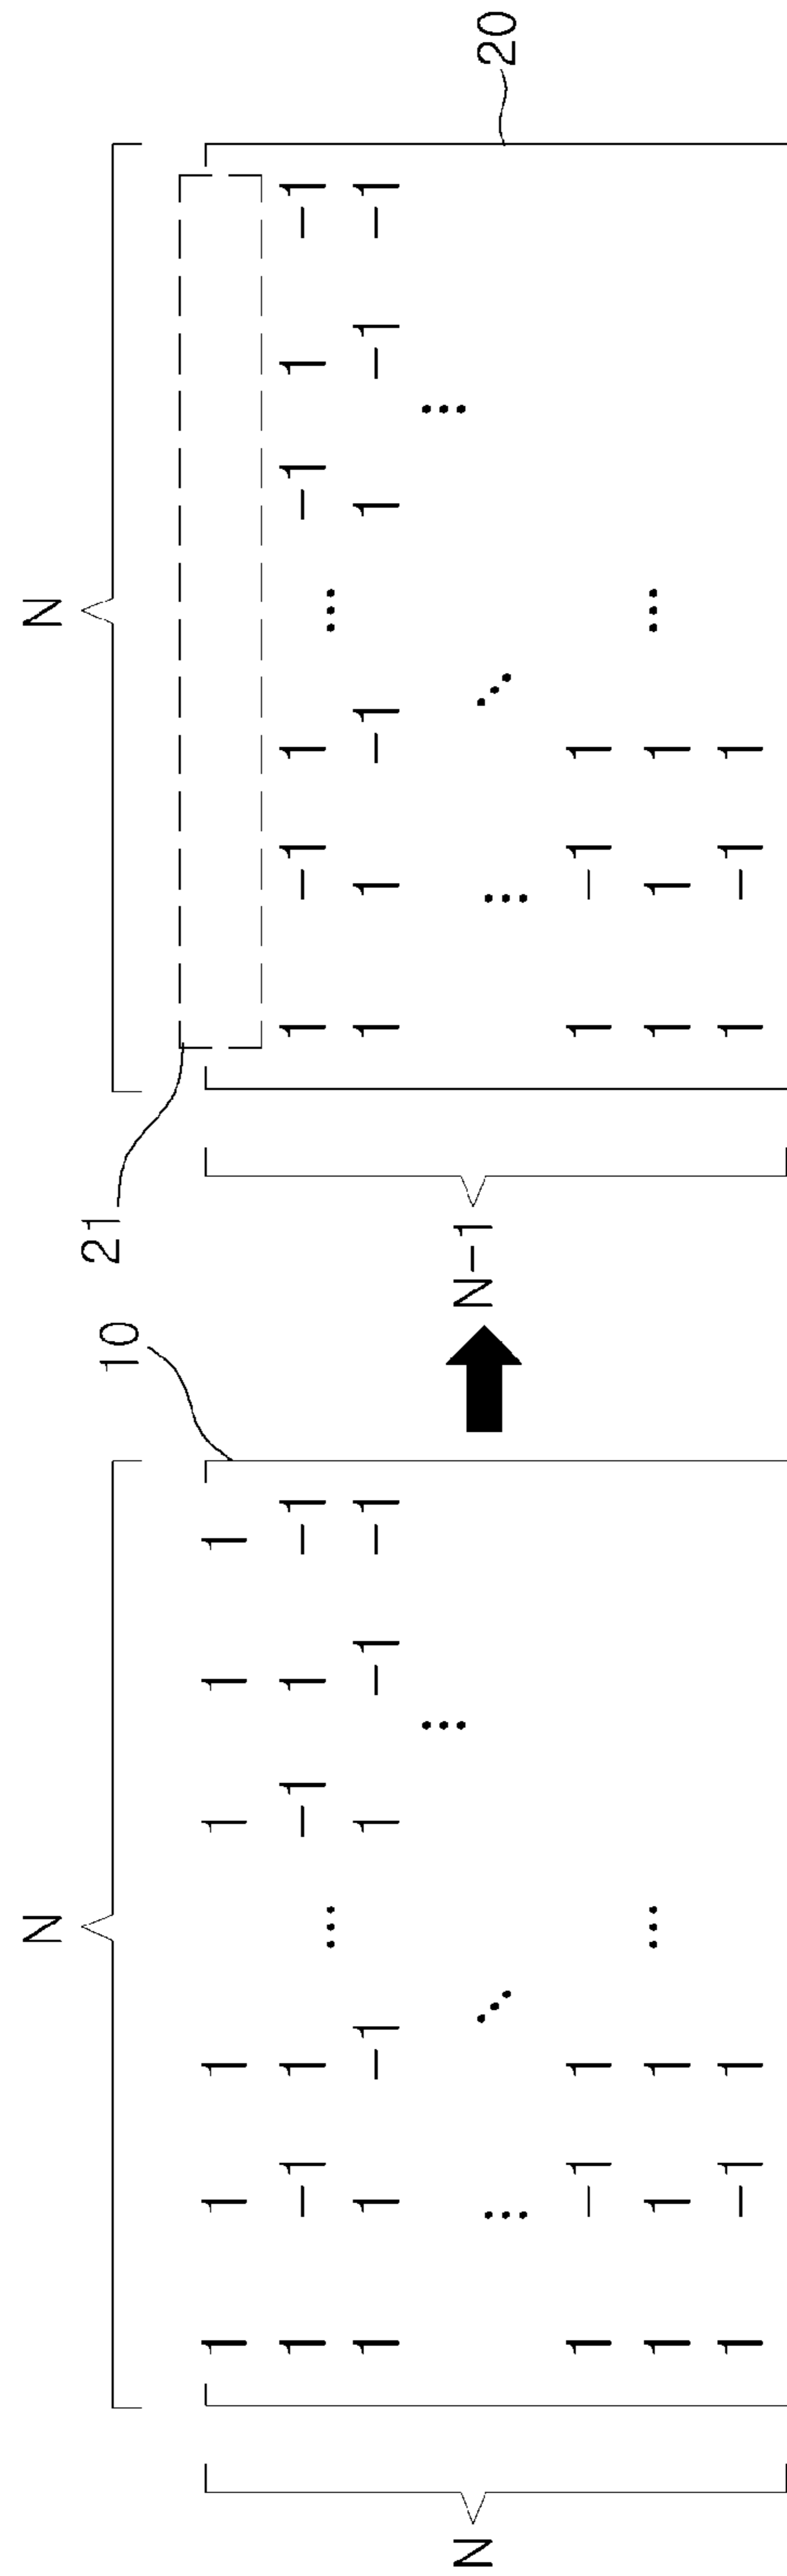 N N
21
10
1 1 1 1 1 1
1 -1 1 ... -1 1 -1 1 -1 1 ... -1 1 -1
1 1 -1 1 -1 -1 1 1 -1 1 -1 -1
N N-1 20
1 -1 1 1 -1 1
1 1 1 ... 1 1 1 ...
1 -1 1 1 -1 1